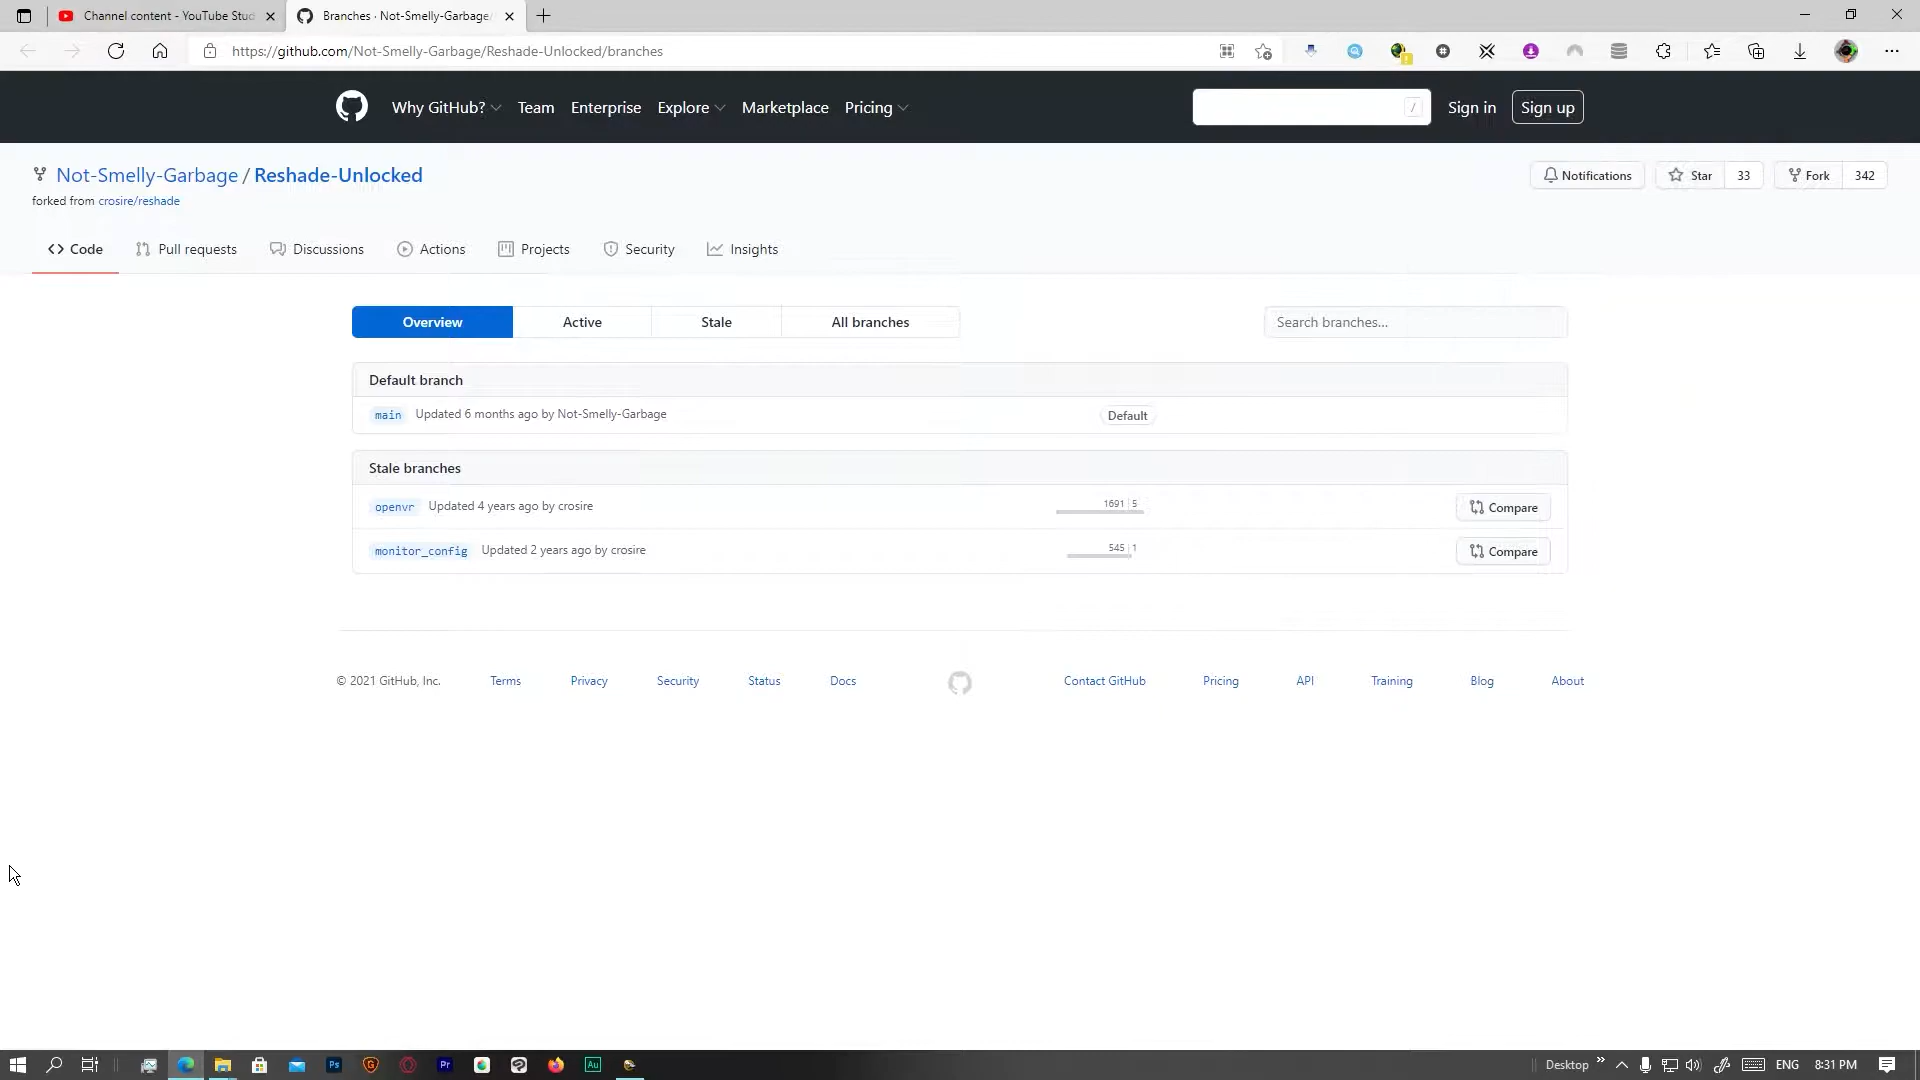 Channel content - YouTube Stud
Branches · Not-Smelly-Garbage/
https://github.com/Not-Smelly-Garbage/Reshade-Unlocked/branches
Why GitHub? Team Enterprise Explore Marketplace Pricing / Sign in Sign up
Not-Smelly-Garbage / Reshade-Unlocked Notifications Star 33 Fork 342
forked from crosire/reshade
Code Pull requests Discussions Actions Projects Security Insights
Overview Active Stale All branches Search branches...
Default branch
main Updated 6 months ago by Not-Smelly-Garbage Default
Stale branches
openvr Updated 4 years ago by crosire 1691 | 5 Compare
monitor_config Updated 2 years ago by crosire 545 | 1 Compare
© 2021 GitHub, Inc. Terms Privacy Security Status Docs Contact GitHub Pricing API Training Blog About
Ps Pr Au Desktop » ENG 8:31 PM